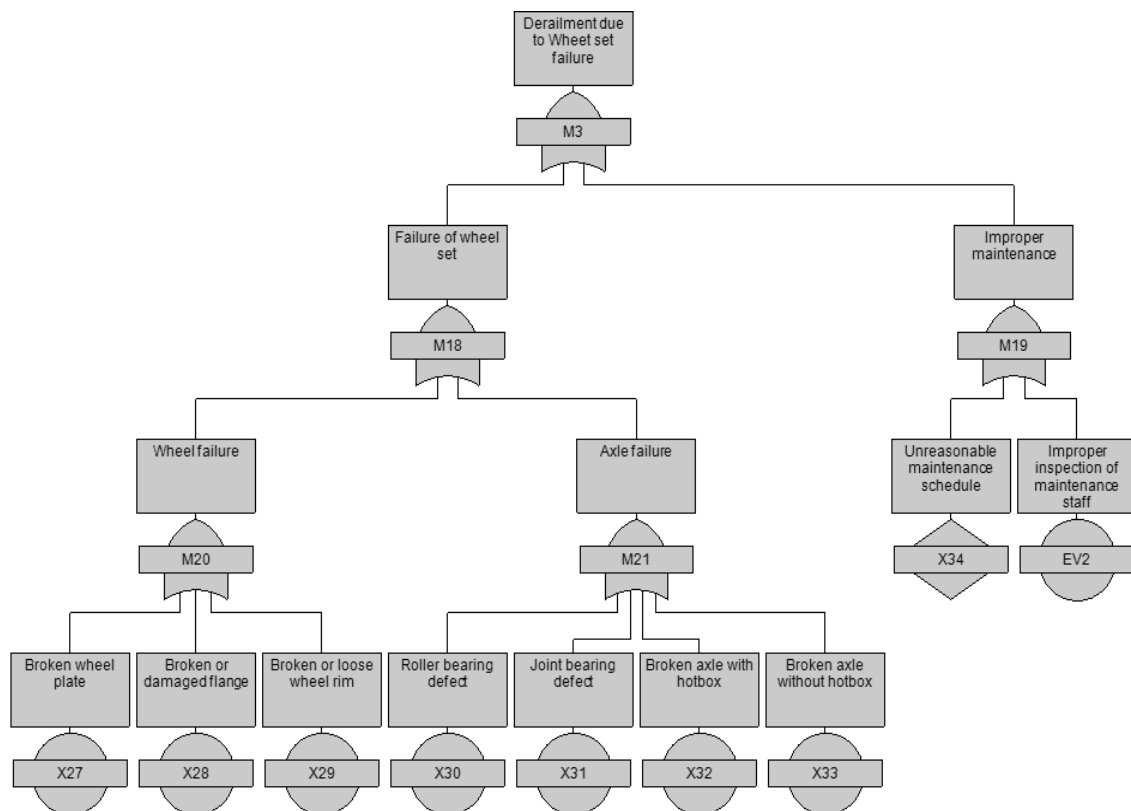 Derailment due
to Wheel set
failure
M3
Failure of wheel
set
Improper
maintenance
M18
M19
Wheel failure
Axle failure
Unreasonable
maintenance
schedule
Improper
inspection of
maintenance
staff
M20
M21
X34
EV2
Broken wheel
plate
Broken or
damaged flange
Broken or loose
wheel rim
Roller bearing
defect
Joint bearing
defect
Broken axle with
hotbox
Broken axle
without hotbox
X27
X28
X29
X30
X31
X32
X33